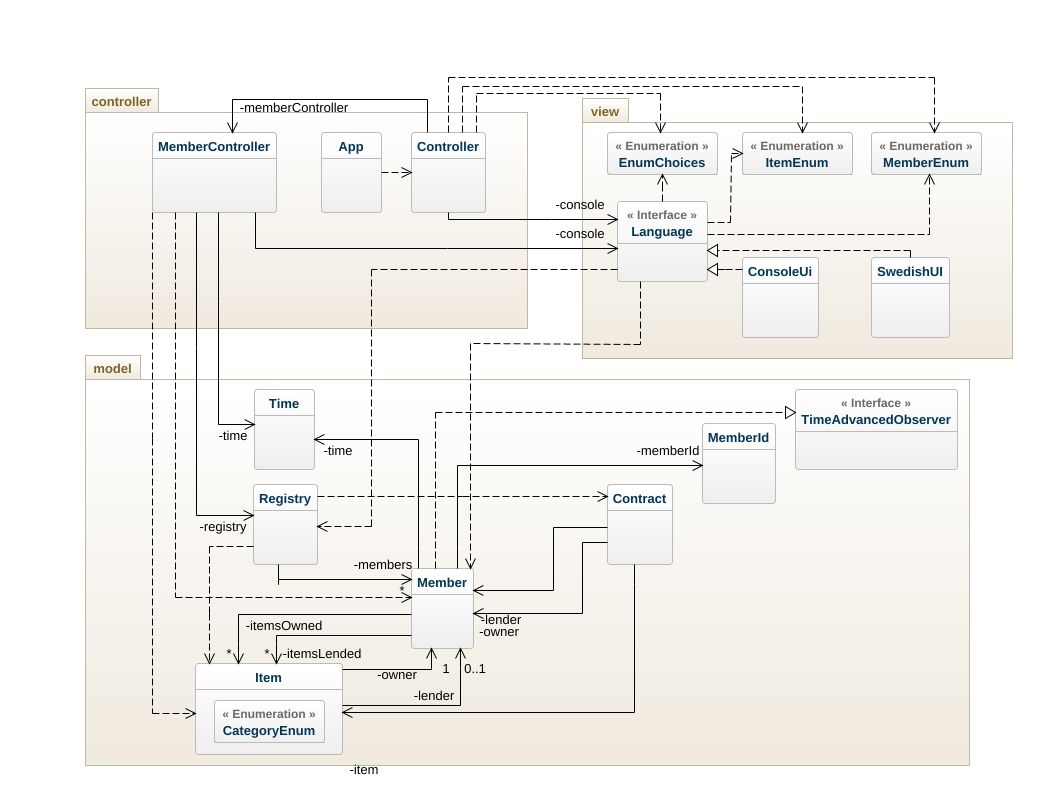 controller
-memberController
view
MemberController
App
Controller
« Enumeration »
EnumChoices
« Enumeration »
ItemEnum
« Enumeration »
MemberEnum
-console
« Interface »
Language
-console
ConsoleUi
SwedishUI
model
Time
« Interface »
TimeAdvancedObserver
-time
-time
MemberId
-memberId
Registry
Contract
-registry
-members
*
Member
-lender
-owner
-itemsOwned
*
*
-itemsLended
1
0..1
-owner
-lender
Item
« Enumeration »
CategoryEnum
-item